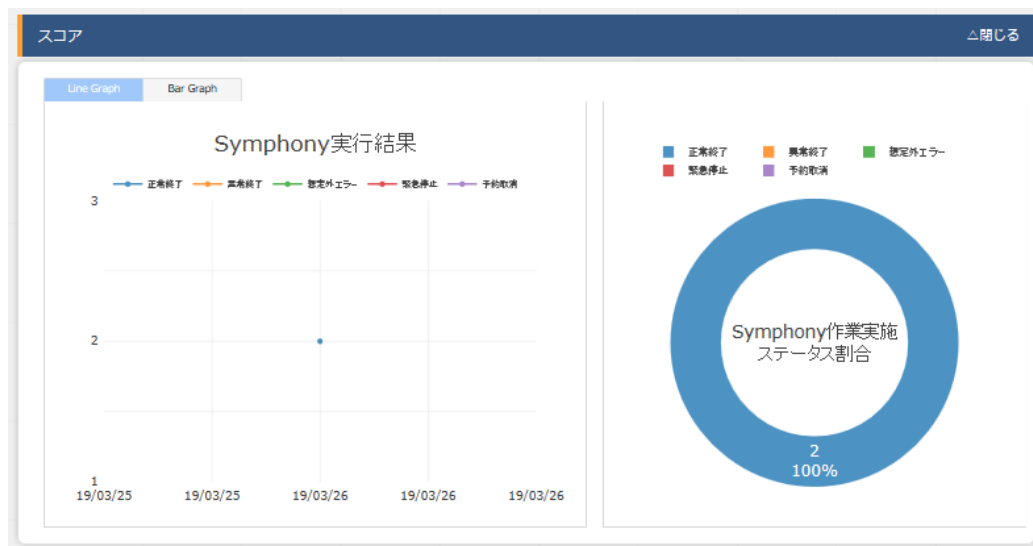 スコア
△閉じる
Line Graph
Bar Graph
Symphony実行結果
正常終了 異常終了 想定外エラー 緊急停止 予約取消
3
2
1
19/03/25 19/03/25 19/03/26 19/03/26 19/03/26
正常終了 異常終了 想定外エラー
緊急停止 予約取消
Symphony作業実施
ステータス割合
2
100%